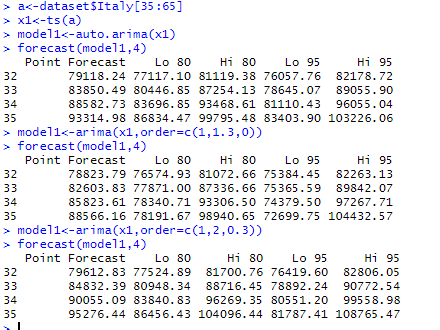 > a<-dataset$Italy[35:65]
> x1<-ts(a)
> model1<-auto.arima(x1)
> forecast(model1,4)
Point Forecast Lo 80 Hi 80 Lo 95 Hi 95
32 79118.24 77117.10 81119.38 76057.76 82178.72
33 83850.49 80446.85 87254.13 78645.07 89055.90
34 88582.73 83696.85 93468.61 81110.43 96055.04
35 93314.98 86834.47 99795.48 83403.90 103226.06
> model1<-arima(x1,order=c(1,1.3,0))
> forecast(model1,4)
Point Forecast Lo 80 Hi 80 Lo 95 Hi 95
32 78823.79 76574.93 81072.66 75384.45 82263.13
33 82603.83 77871.00 87336.66 75365.59 89842.07
34 85823.61 78340.71 93306.50 74379.50 97267.71
35 88566.16 78191.67 98940.65 72699.75 104432.57
> model1<-arima(x1,order=c(1,2,0.3))
> forecast(model1,4)
Point Forecast Lo 80 Hi 80 Lo 95 Hi 95
32 79612.83 77524.89 81700.76 76419.60 82806.05
33 84832.39 80948.34 88716.45 78892.24 90772.54
34 90055.09 83840.83 96269.35 80551.20 99558.98
35 95276.44 86456.43 104096.44 81787.41 108765.47
>